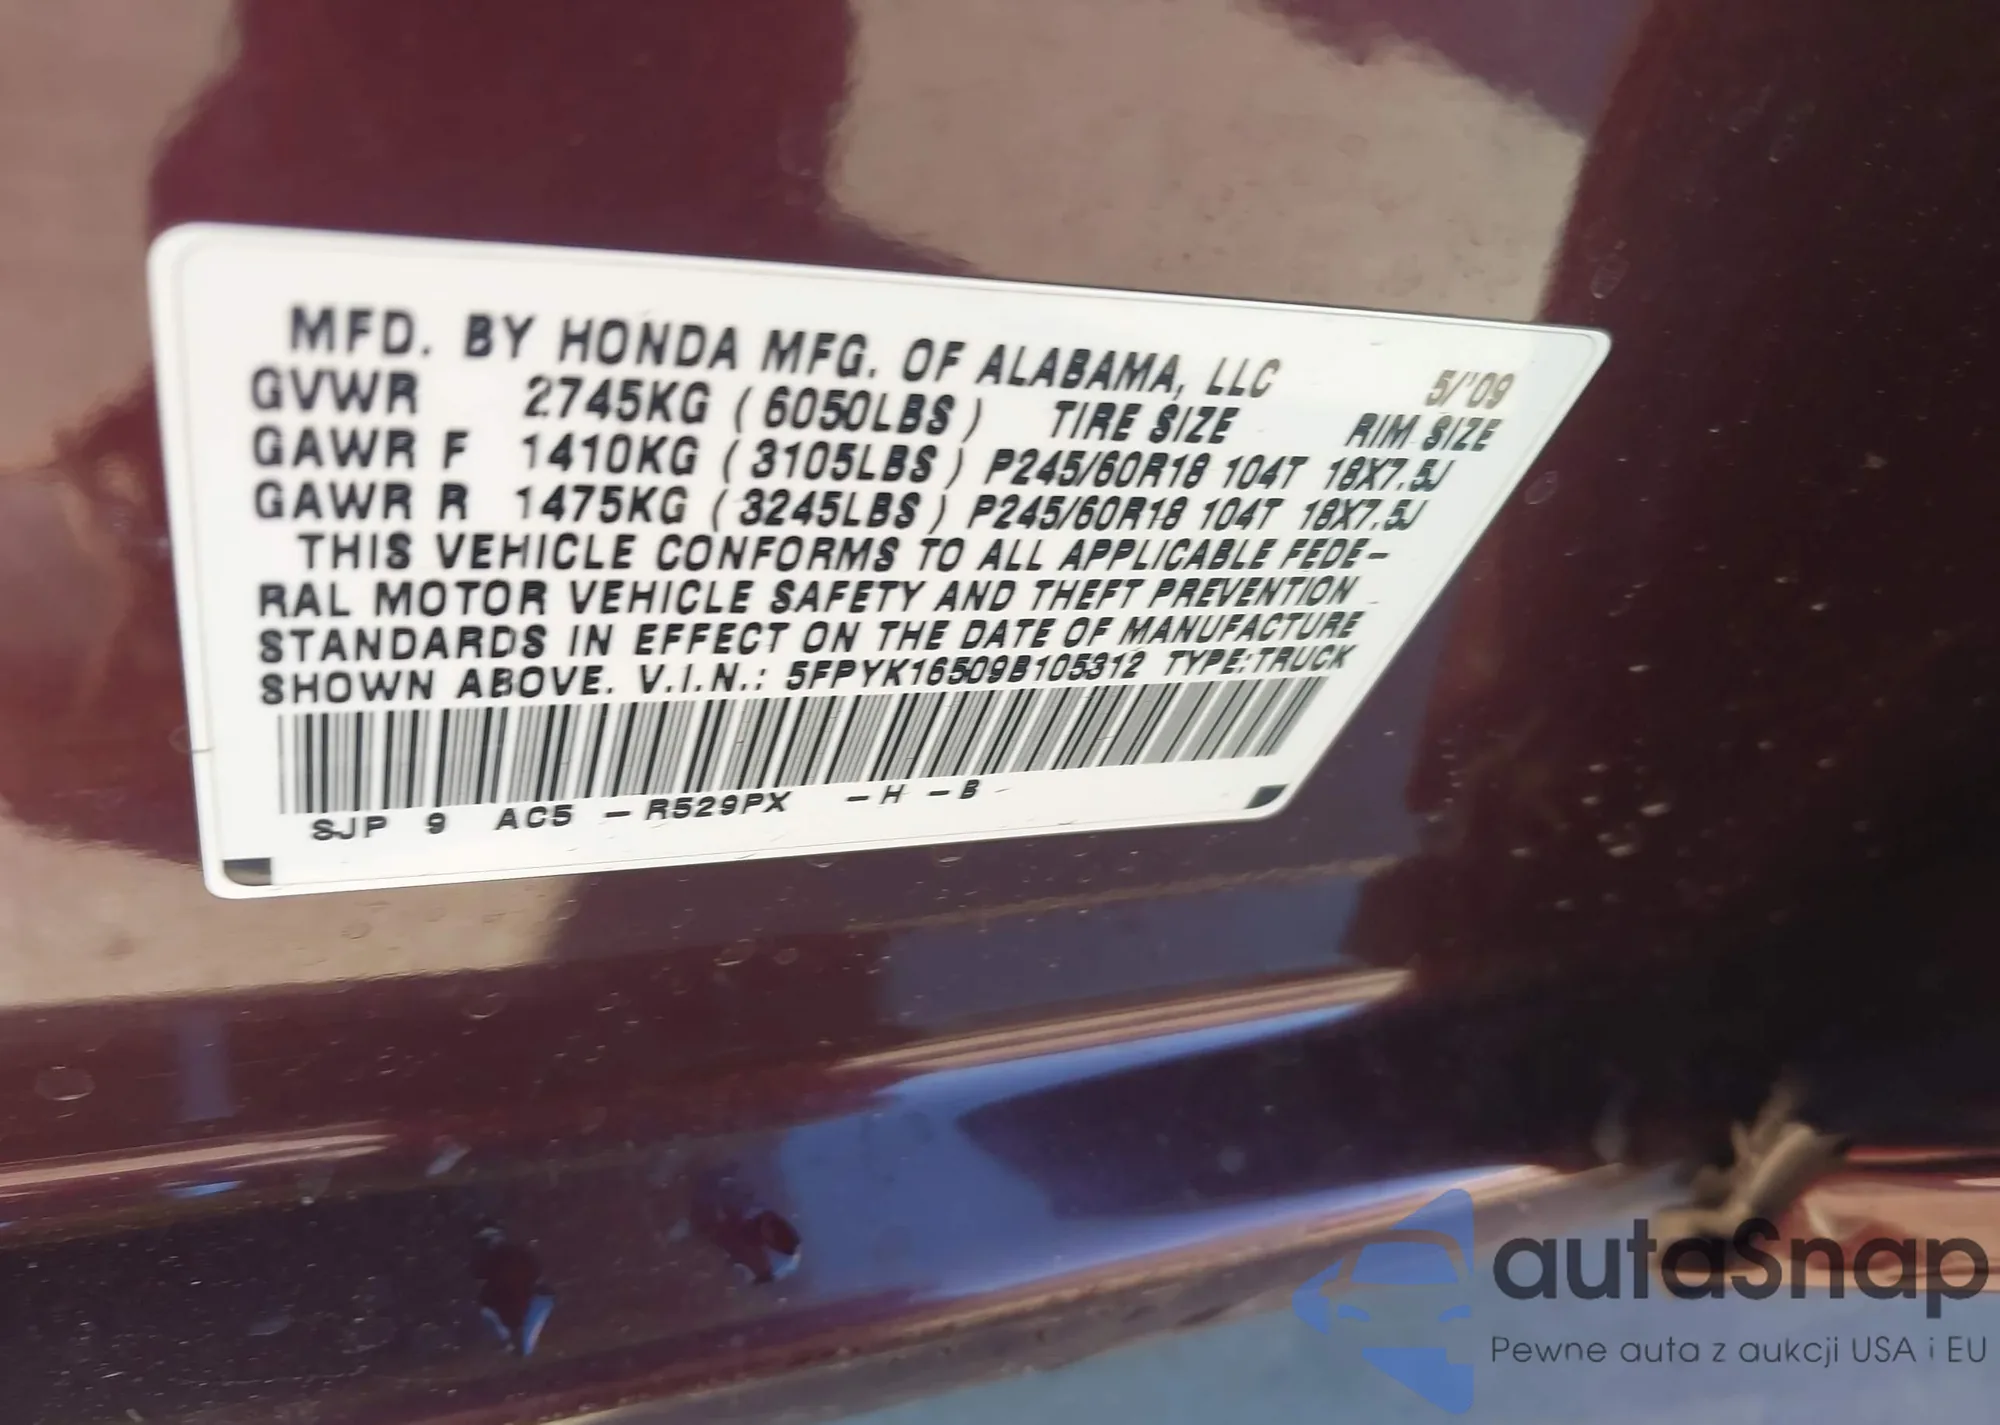 MFD. BY HONDA MFG. OF ALABAMA, LLC 5/'09
GVWR 2745KG (6050LBS) TIRE SIZE RIM SIZE
GAWR F 1410KG (3105LBS) P245/60R18 104T 18X7.5J
GAWR R 1475KG (3245LBS) P245/60R18 104T 18X7.5J
THIS VEHICLE CONFORMS TO ALL APPLICABLE FEDE-
RAL MOTOR VEHICLE SAFETY AND THEFT PREVENTION
STANDARDS IN EFFECT ON THE DATE OF MANUFACTURE
SHOWN ABOVE. V.I.N.: 5FPYK16509B105312 TYPE:TRUCK
SJP 9 AC5 -R529PX -H -B-
autaSnap
Pewne auta z aukcji USA i EU